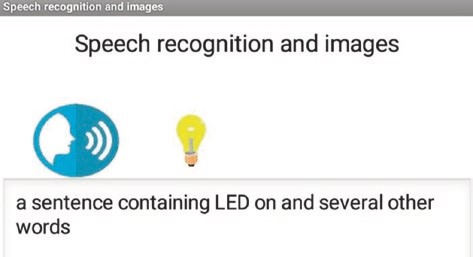 Speech recognition and images
Speech recognition and images
a sentence containing LED on and several other
words